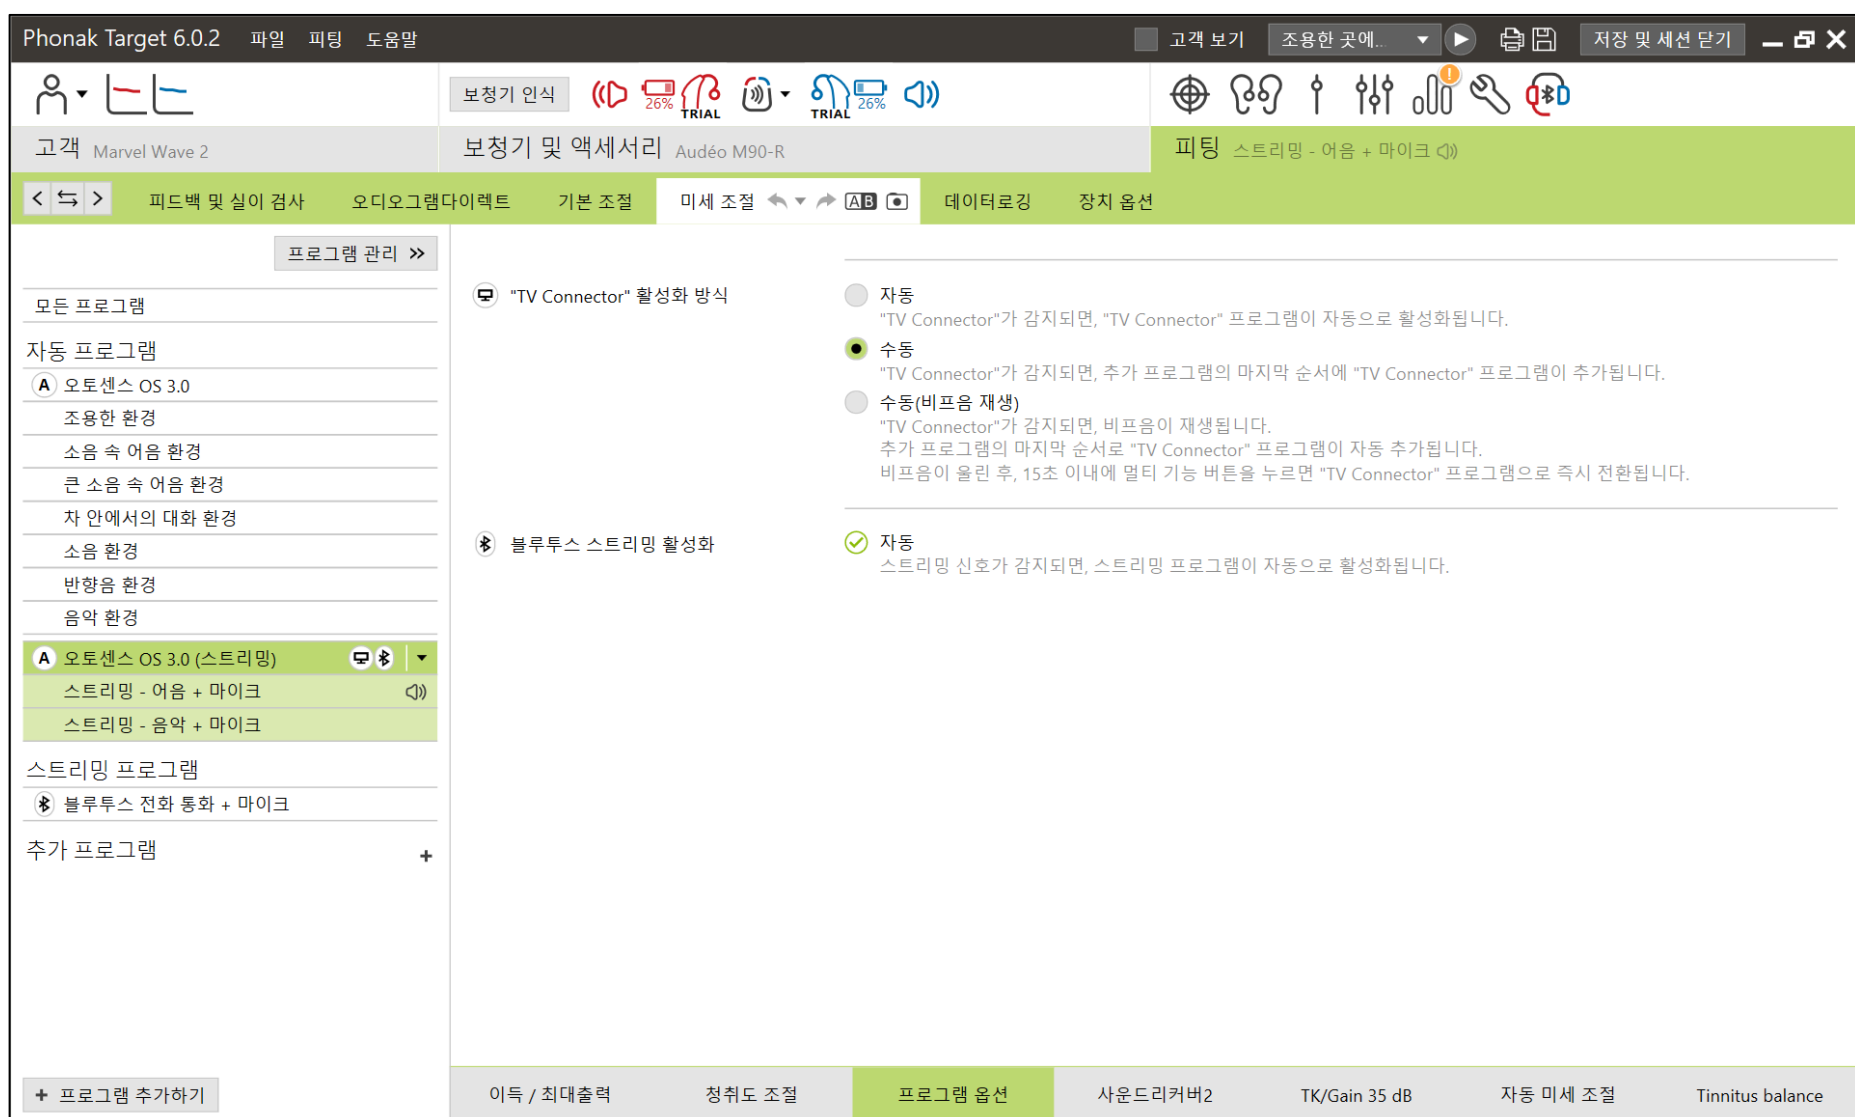 Phonak Target 6.0.2 파일 피팅 도움말 고객 보기 조용한 곳에... 저장 및 세션 닫기
보청기 인식 26% TRIAL TRIAL 26%
고객 Marvel Wave 2 보청기 및 액세서리 Audéo M90-R 피팅 스트리밍 - 어음 + 마이크
피드백 및 실이 검사 오디오그램다이렉트 기본 조절 미세 조절 AB 데이터로깅 장치 옵션
프로그램 관리
모든 프로그램
자동 프로그램
A 오토센스 OS 3.0
조용한 환경
소음 속 어음 환경
큰 소음 속 어음 환경
차 안에서의 대화 환경
소음 환경
반향음 환경
음악 환경
A 오토센스 OS 3.0 (스트리밍)
스트리밍 - 어음 + 마이크
스트리밍 - 음악 + 마이크
스트리밍 프로그램
블루투스 전화 통화 + 마이크
추가 프로그램 +
+ 프로그램 추가하기
"TV Connector" 활성화 방식
자동
"TV Connector"가 감지되면, "TV Connector" 프로그램이 자동으로 활성화됩니다.
수동
"TV Connector"가 감지되면, 추가 프로그램의 마지막 순서에 "TV Connector" 프로그램이 추가됩니다.
수동(비프음 재생)
"TV Connector"가 감지되면, 비프음이 재생됩니다.
추가 프로그램의 마지막 순서로 "TV Connector" 프로그램이 자동 추가됩니다.
비프음이 울린 후, 15초 이내에 멀티 기능 버튼을 누르면 "TV Connector" 프로그램으로 즉시 전환됩니다.
블루투스 스트리밍 활성화
자동
스트리밍 신호가 감지되면, 스트리밍 프로그램이 자동으로 활성화됩니다.
이득 / 최대출력 청취도 조절 프로그램 옵션 사운드리커버2 TK/Gain 35 dB 자동 미세 조절 Tinnitus balance